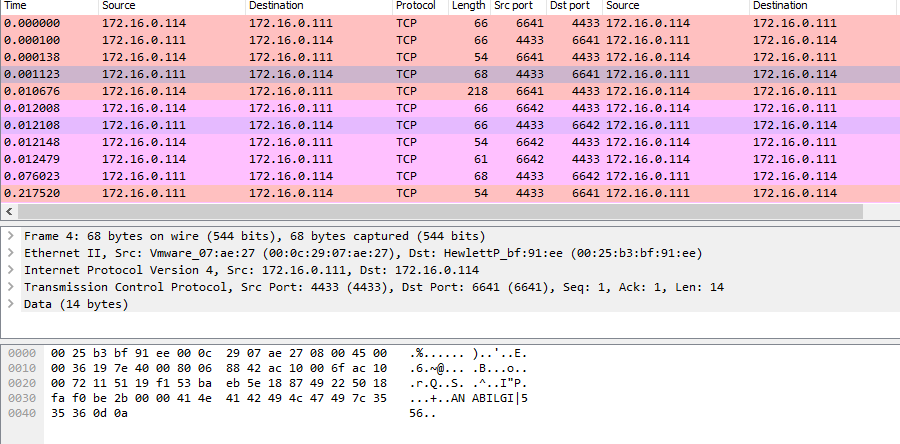 Time Source Destination Protocol Length Src port Dst port Source Destination
0.000000 172.16.0.114 172.16.0.111 TCP 66 6641 4433 172.16.0.114 172.16.0.111
0.000100 172.16.0.111 172.16.0.114 TCP 66 4433 6641 172.16.0.111 172.16.0.114
0.000138 172.16.0.114 172.16.0.111 TCP 54 6641 4433 172.16.0.114 172.16.0.111
0.001123 172.16.0.111 172.16.0.114 TCP 68 4433 6641 172.16.0.111 172.16.0.114
0.010676 172.16.0.114 172.16.0.111 TCP 218 6641 4433 172.16.0.114 172.16.0.111
0.012008 172.16.0.114 172.16.0.111 TCP 66 6642 4433 172.16.0.114 172.16.0.111
0.012108 172.16.0.111 172.16.0.114 TCP 66 4433 6642 172.16.0.111 172.16.0.114
0.012148 172.16.0.114 172.16.0.111 TCP 54 6642 4433 172.16.0.114 172.16.0.111
0.012479 172.16.0.114 172.16.0.111 TCP 61 6642 4433 172.16.0.114 172.16.0.111
0.076023 172.16.0.111 172.16.0.114 TCP 68 4433 6642 172.16.0.111 172.16.0.114
0.217520 172.16.0.111 172.16.0.114 TCP 54 4433 6641 172.16.0.111 172.16.0.114
Frame 4: 68 bytes on wire (544 bits), 68 bytes captured (544 bits)
Ethernet II, Src: Vmware_07:ae:27 (00:0c:29:07:ae:27), Dst: HewlettP_bf:91:ee (00:25:b3:bf:91:ee)
Internet Protocol Version 4, Src: 172.16.0.111, Dst: 172.16.0.114
Transmission Control Protocol, Src Port: 4433 (4433), Dst Port: 6641 (6641), Seq: 1, Ack: 1, Len: 14
Data (14 bytes)
0000 00 25 b3 bf 91 ee 00 0c 29 07 ae 27 08 00 45 00 .%...... )..'..E.
0010 00 36 19 7e 40 00 80 06 88 42 ac 10 00 6f ac 10 .6.~@... .B...o..
0020 00 72 11 51 19 f1 53 ba eb 5e 18 87 49 22 50 18 .r.Q..S. .^..I"P.
0030 fa f0 be 2b 00 00 41 4e 41 42 49 4c 47 49 7c 35 ...+..AN ABILGI|5
0040 35 36 0d 0a 56..